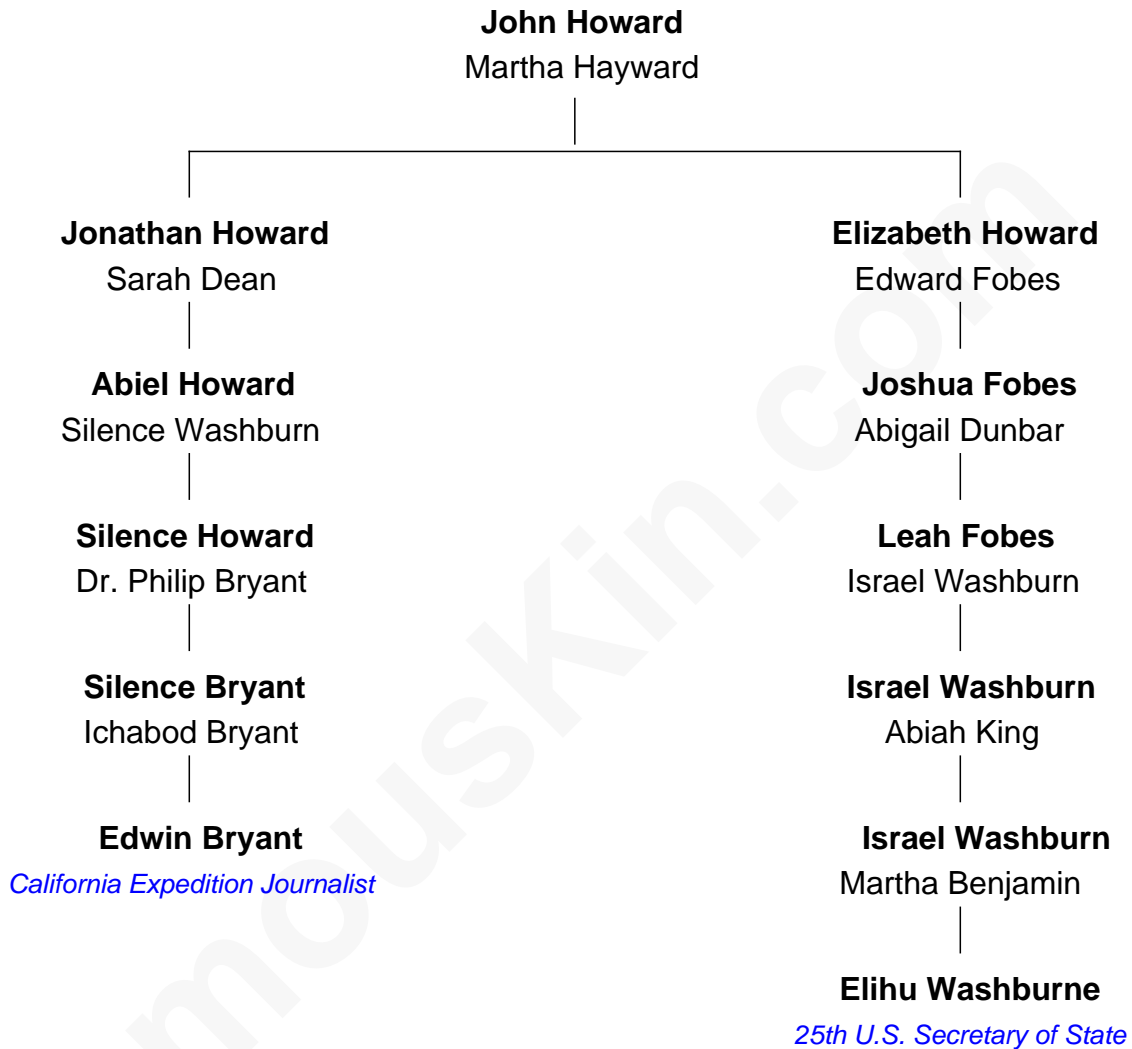 John Howard
Martha Hayward
Jonathan Howard
Sarah Dean
Abiel Howard
Silence Washburn
Silence Howard
Dr. Philip Bryant
Silence Bryant
Ichabod Bryant
Edwin Bryant
California Expedition Journalist
Elizabeth Howard
Edward Fobes
Joshua Fobes
Abigail Dunbar
Leah Fobes
Israel Washburn
Israel Washburn
Abiah King
Israel Washburn
Martha Benjamin
Elihu Washburne
25th U.S. Secretary of State
mousKin.com